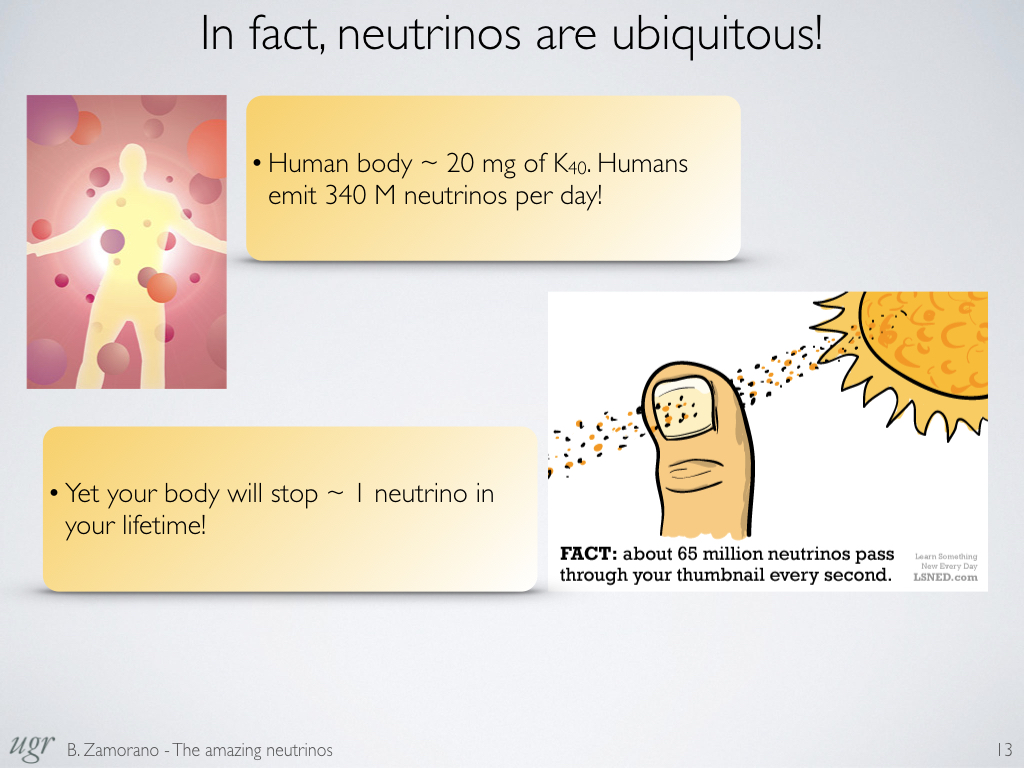 In fact, neutrinos are ubiquitous!
• Human body ~ 20 mg of K₄₀. Humans
emit 340 M neutrinos per day!
• Yet your body will stop ~ 1 neutrino in
your lifetime!
FACT: about 65 million neutrinos pass
through your thumbnail every second.
Learn Something
New Every Day
LSNED.com
ugr
B. Zamorano - The amazing neutrinos
13